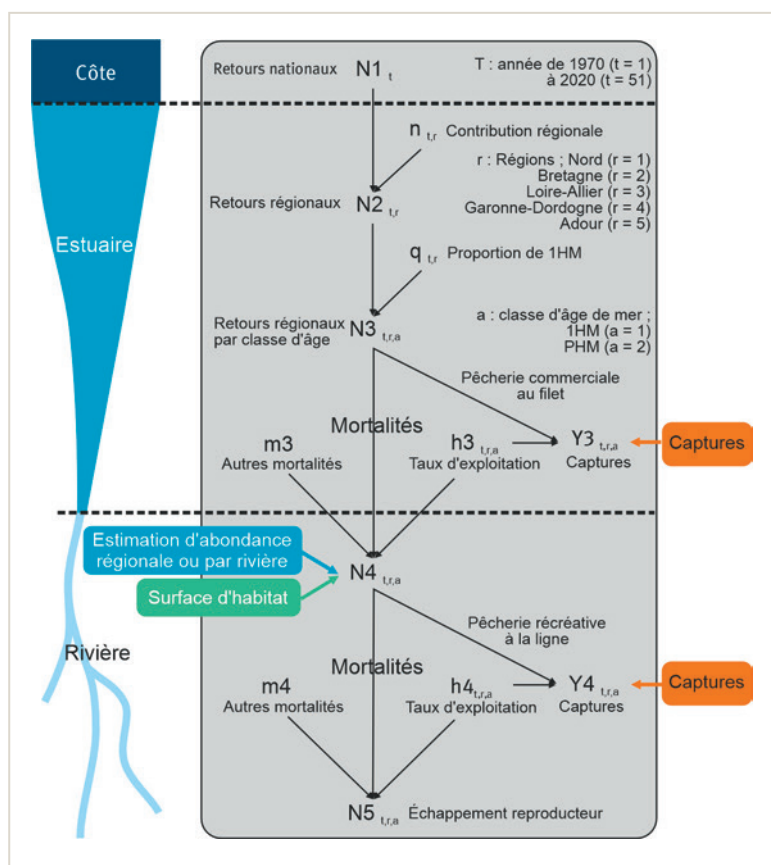 Côte
Retours nationaux
N1 t
T : année de 1970 (t = 1)
à 2020 (t = 51)
n t,r Contribution régionale
r : Régions ; Nord (r = 1)
Bretagne (r = 2)
Loire-Allier (r = 3)
Garonne-Dordogne (r = 4)
Adour (r = 5)
Retours régionaux
N2 t,r
Estuaire
q t,r Proportion de 1HM
Retours régionaux
par classe d'âge
N3 t,r,a
a : classe d'âge de mer ;
1HM (a = 1)
PHM (a = 2)
Pêcherie commerciale
au filet
Mortalités
m3
Autres mortalités
h3 t,r,a
Taux d'exploitation
Y3 t,r,a
Captures
Captures
Estimation d'abondance
régionale ou par rivière
N4 t,r,a
Surface d'habitat
Rivière
Pêcherie récréative
à la ligne
Mortalités
m4
Autres mortalités
h4 t,r,a
Taux d'exploitation
Y4 t,r,a
Captures
Captures
N5 t,r,a Échappement reproducteur